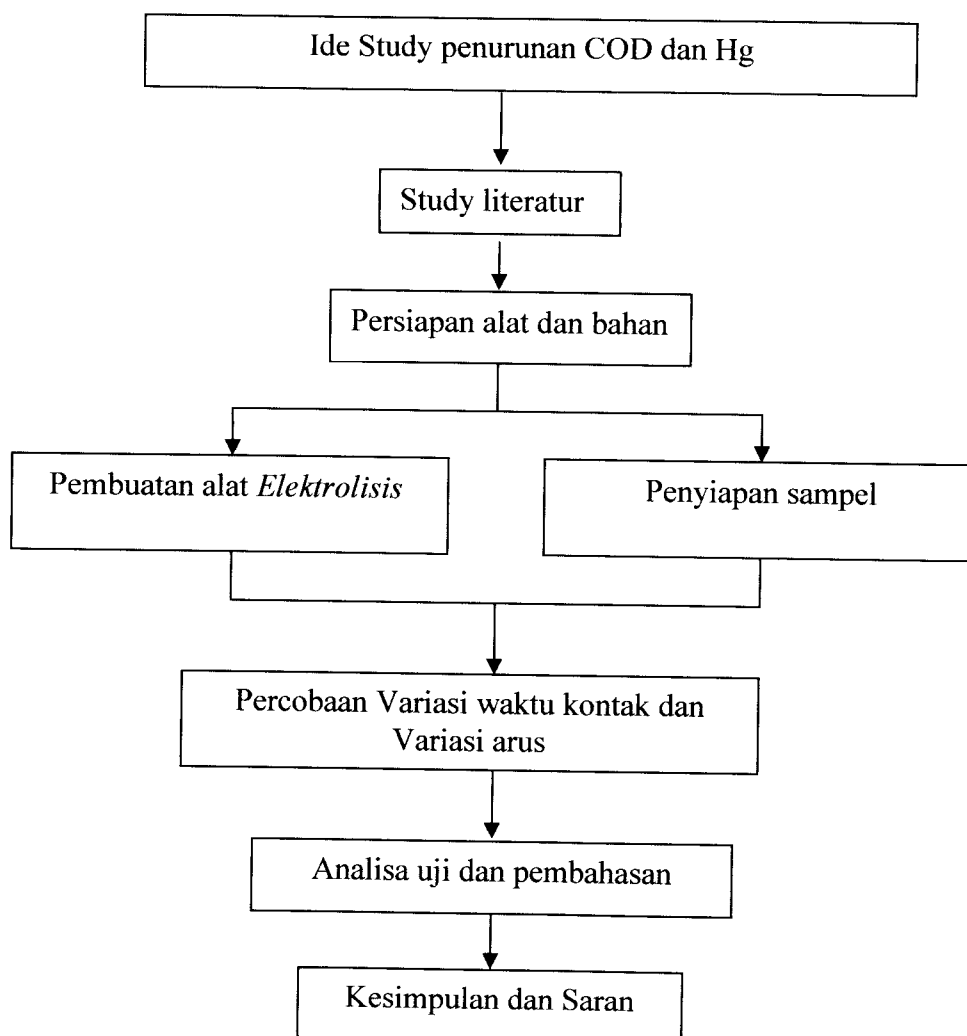 Ide Study penurunan COD dan Hg
Study literatur
Persiapan alat dan bahan
Pembuatan alat Elektrolisis
Penyiapan sampel
Percobaan Variasi waktu kontak dan
Variasi arus
Analisa uji dan pembahasan
Kesimpulan dan Saran